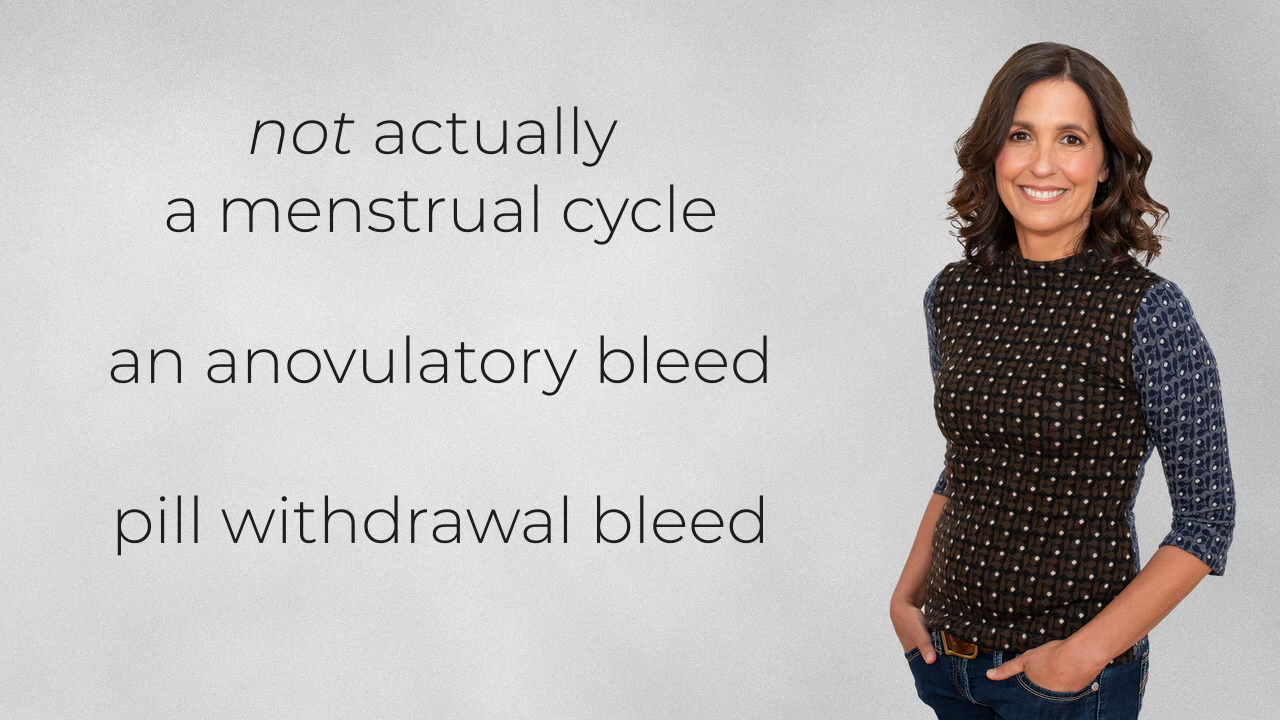 not actually
a menstrual cycle
an anovulatory bleed
pill withdrawal bleed